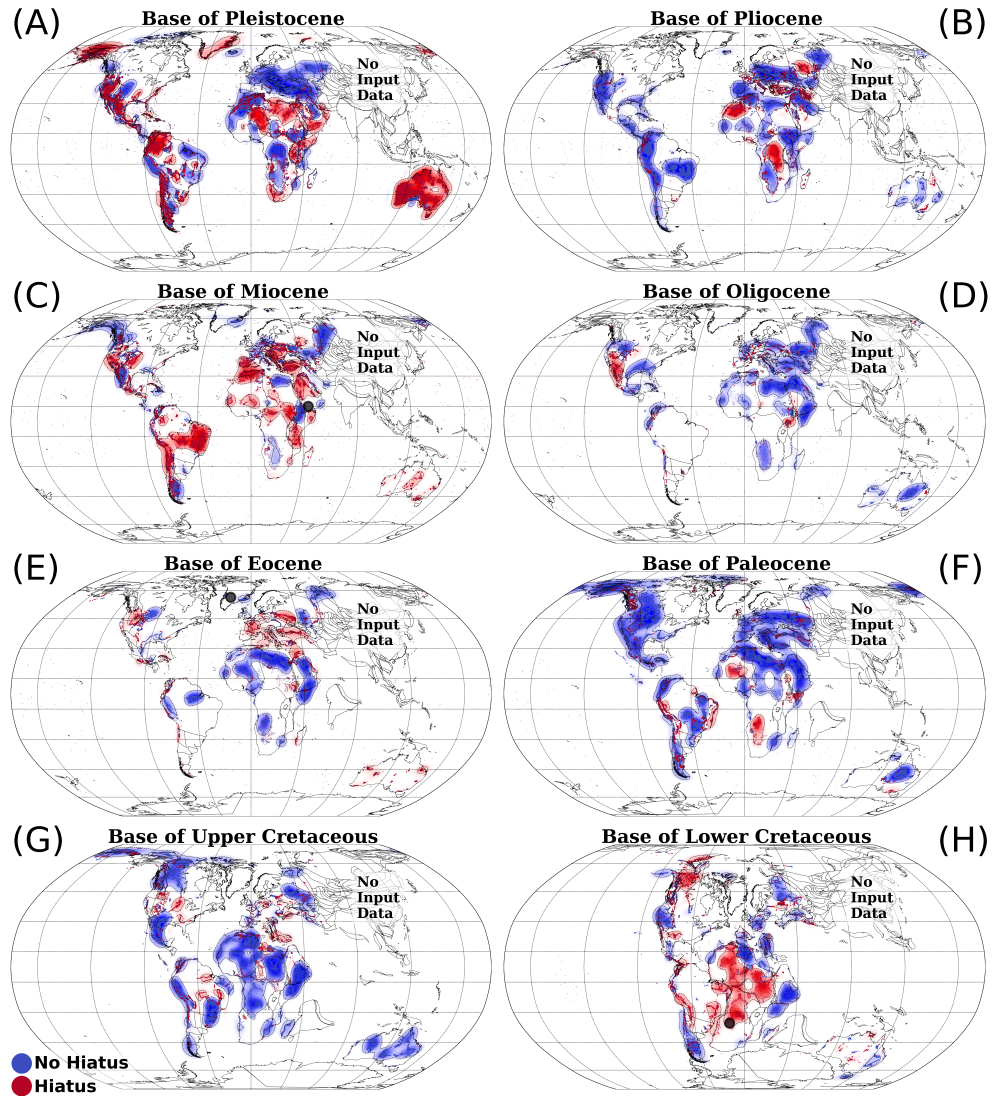 (A)
Base of Pleistocene
No
Input
Data
Base of Pliocene
(B)
No
Input
Data
(C)
Base of Miocene
No
Input
Data
Base of Oligocene
(D)
No
Input
Data
(E)
Base of Eocene
No
Input
Data
Base of Paleocene
(F)
No
Input
Data
(G)
Base of Upper Cretaceous
No
Input
Data
Base of Lower Cretaceous
(H)
No
Input
Data
No Hiatus
Hiatus